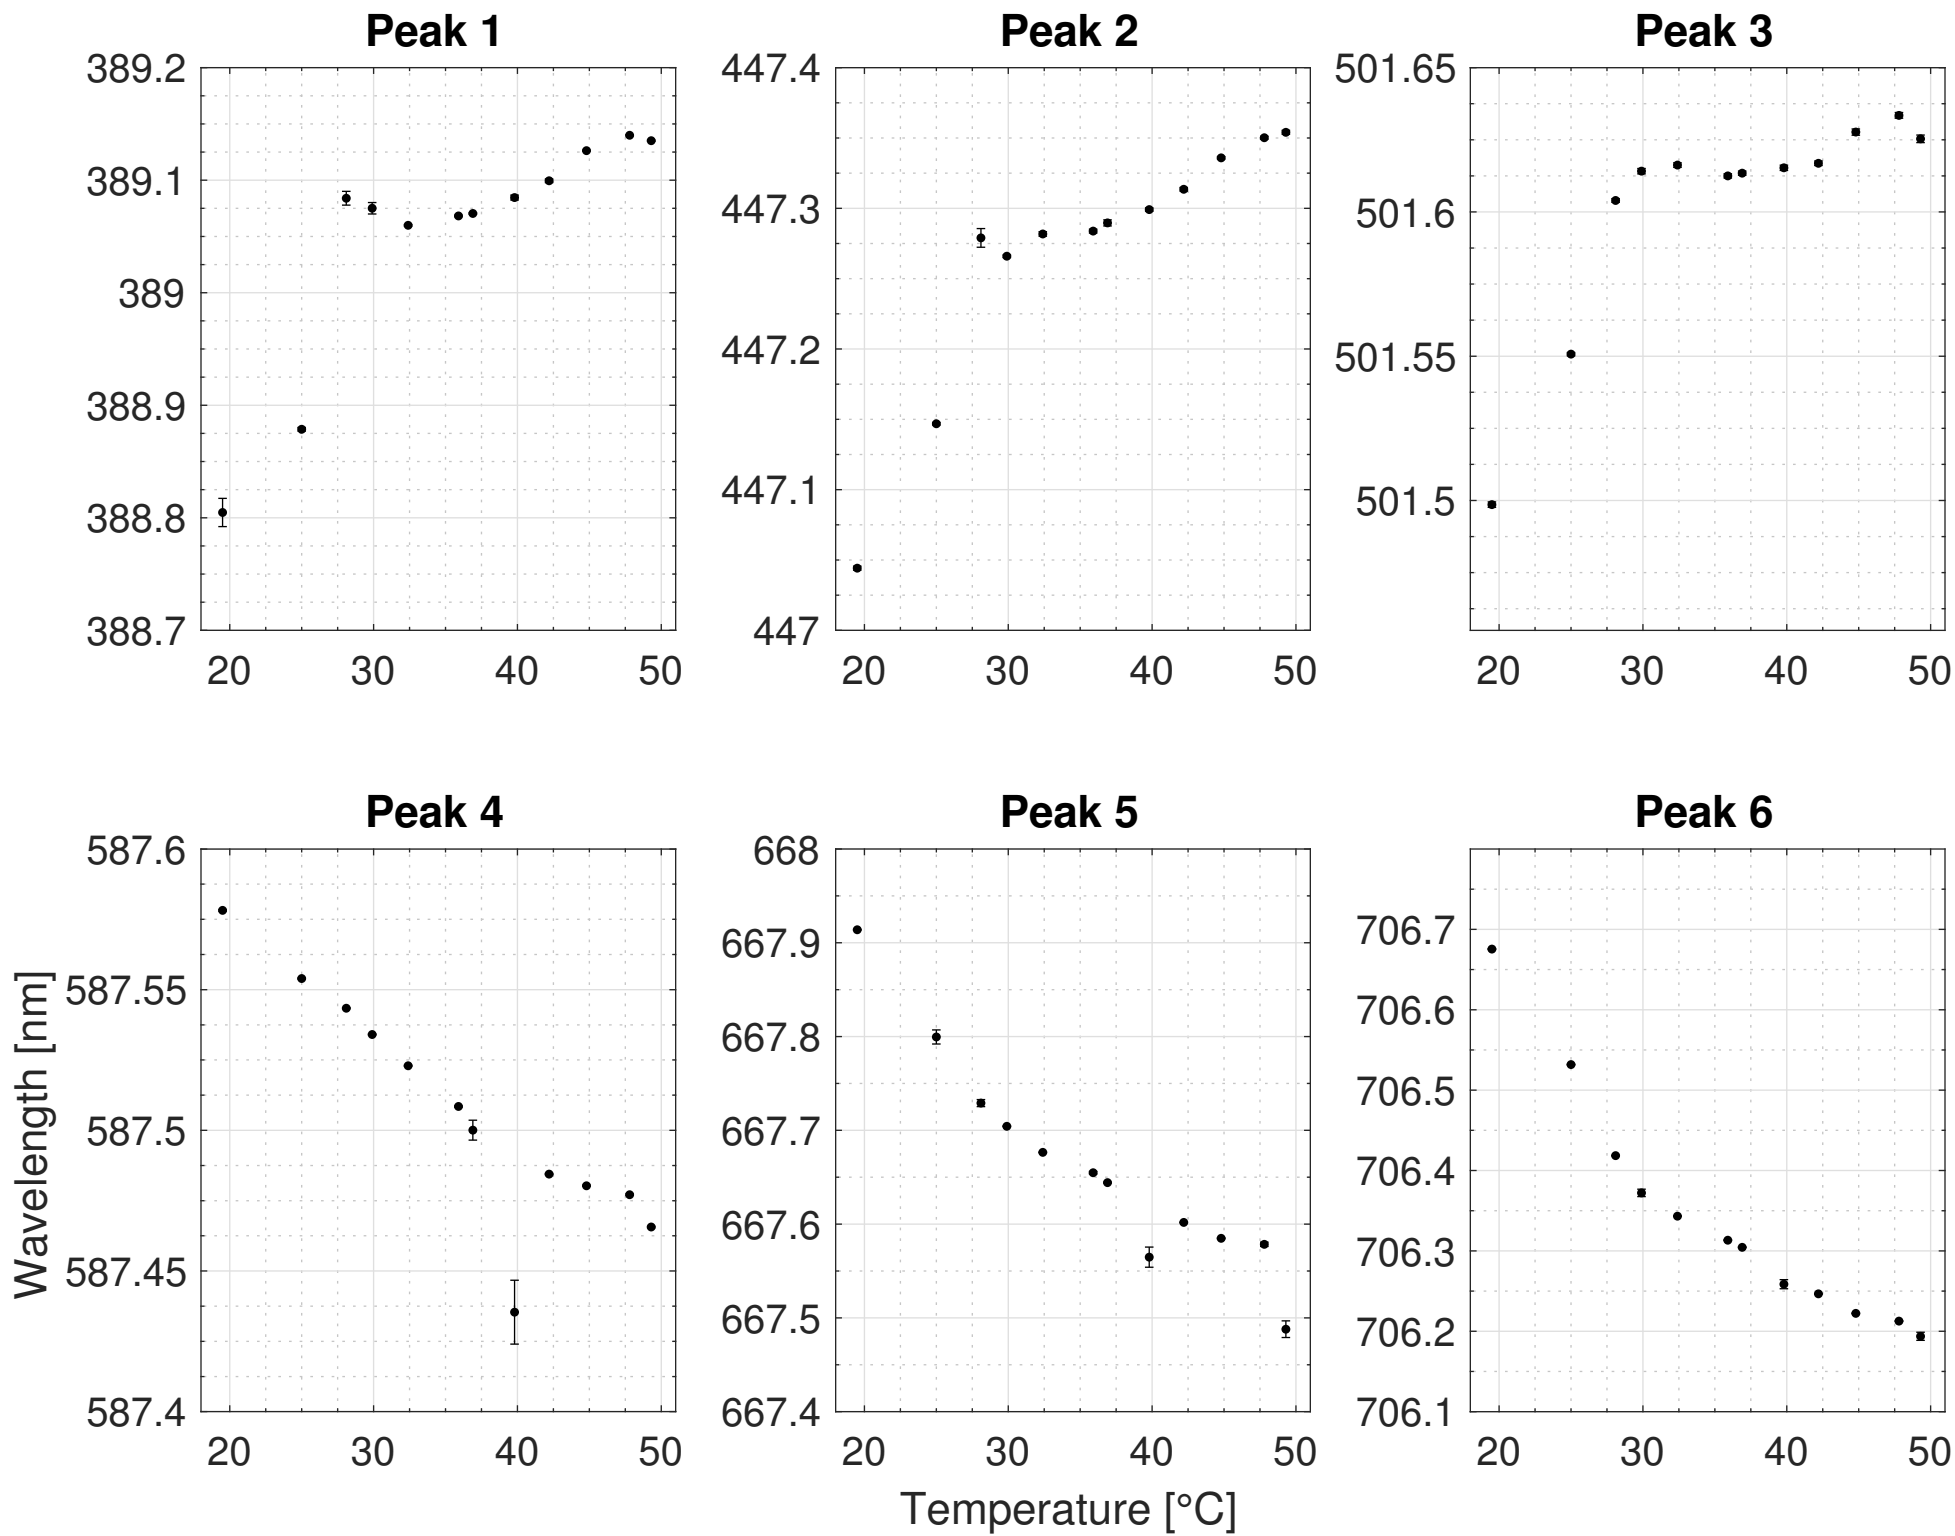 Peak 1
389.2
389.1
389
388.9
388.8
388.7
20 30 40 50
Peak 2
447.4
447.3
447.2
447.1
447
20 30 40 50
Peak 3
501.65
501.6
501.55
501.5
20 30 40 50
Peak 4
587.6
587.55
587.5
587.45
587.4
20 30 40 50
Peak 5
668
667.9
667.8
667.7
667.6
667.5
667.4
20 30 40 50
Peak 6
706.7
706.6
706.5
706.4
706.3
706.2
706.1
20 30 40 50
Wavelength [nm]
Temperature [°C]